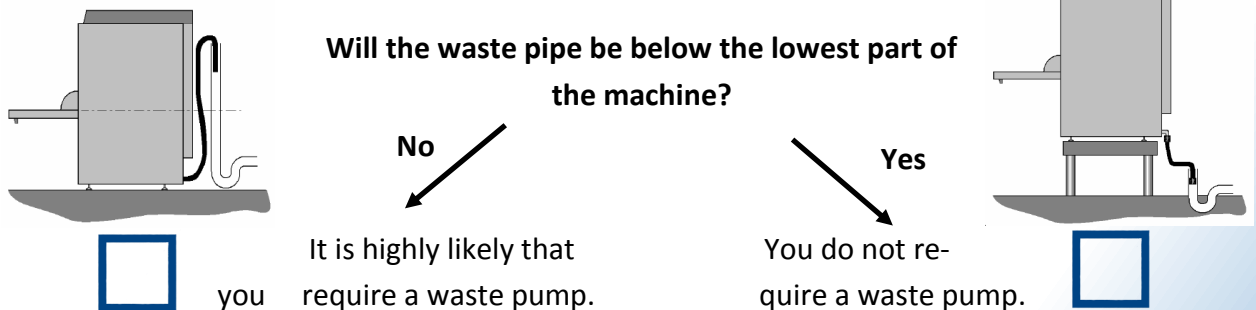 Will the waste pipe be below the lowest part of
the machine?
No
Yes
It is highly likely that
you require a waste pump.
You do not re-
quire a waste pump.